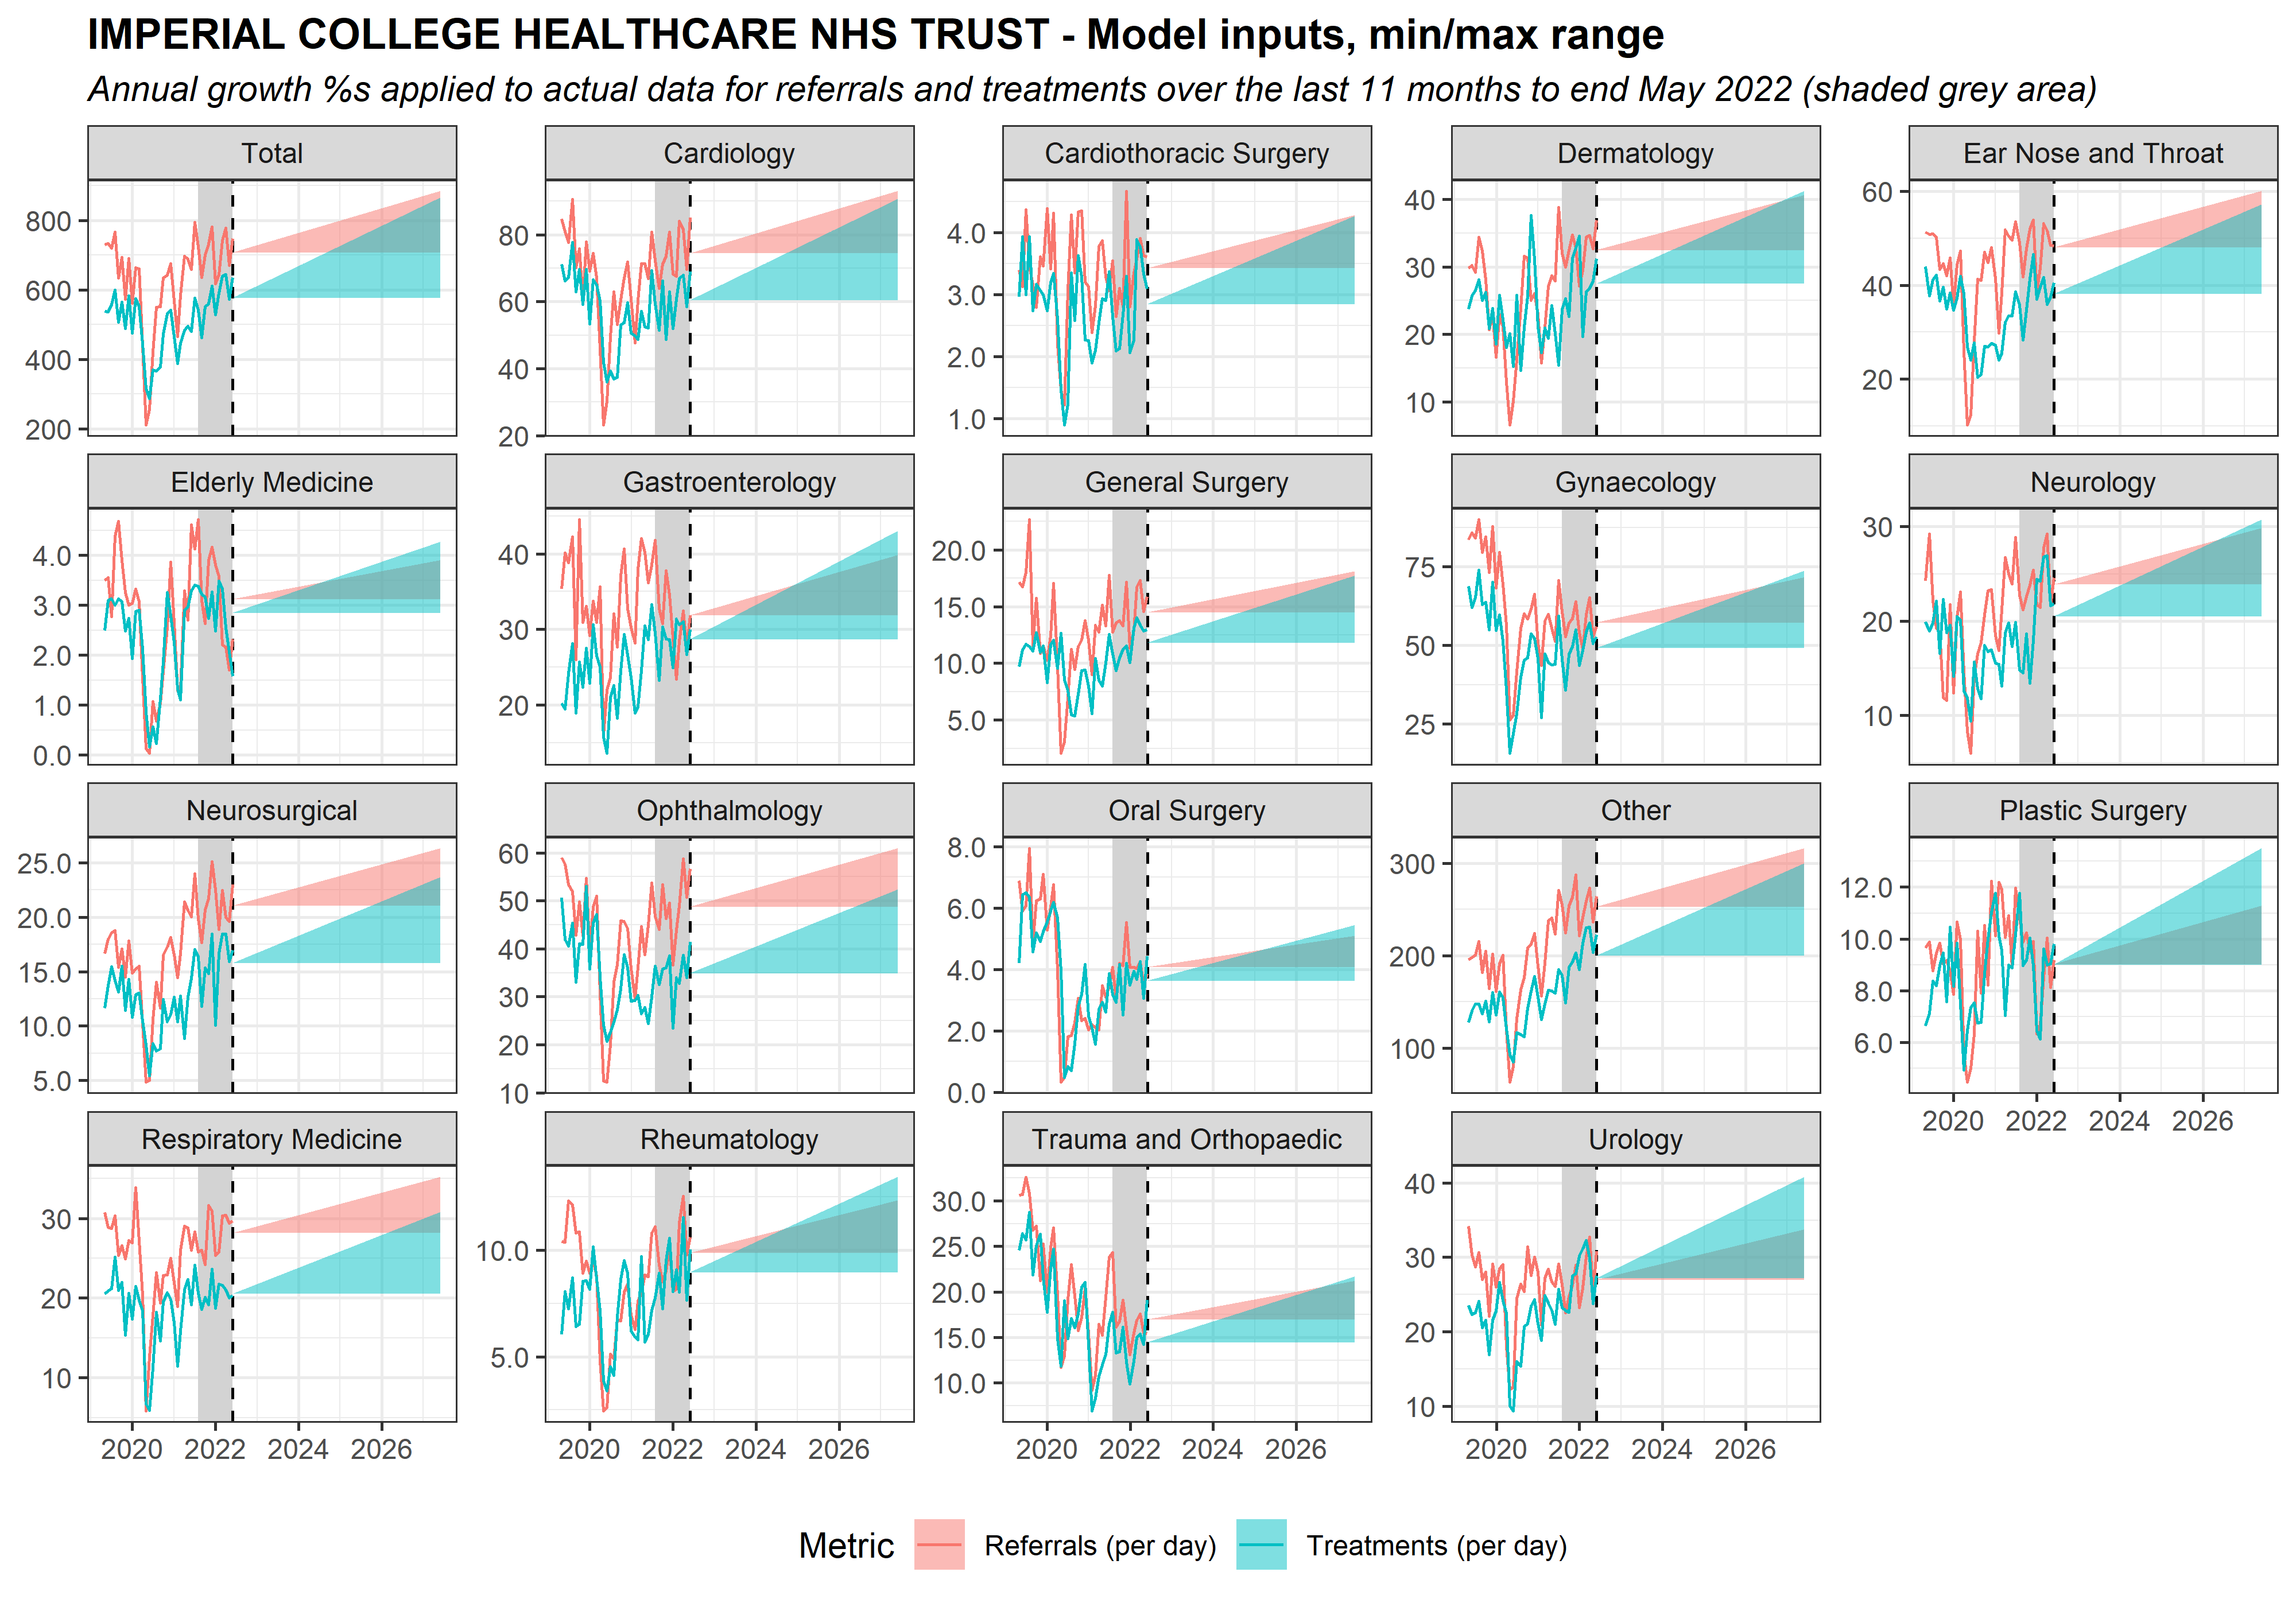 IMPERIAL COLLEGE HEALTHCARE NHS TRUST - Model inputs, min/max range
Annual growth %s applied to actual data for referrals and treatments over the last 11 months to end May 2022 (shaded grey area)
Total
800
600
400
200
Cardiology
80
60
40
20
Cardiothoracic Surgery
4.0
3.0
2.0
1.0
Dermatology
40
30
20
10
Ear Nose and Throat
60
40
20
Elderly Medicine
4.0
3.0
2.0
1.0
0.0
Gastroenterology
40
30
20
General Surgery
20.0
15.0
10.0
5.0
Gynaecology
75
50
25
Neurology
30
20
10
Neurosurgical
25.0
20.0
15.0
10.0
5.0
Ophthalmology
60
50
40
30
20
10
Oral Surgery
8.0
6.0
4.0
2.0
0.0
Other
300
200
100
Plastic Surgery
12.0
10.0
8.0
6.0
2020 2022 2024 2026
Respiratory Medicine
30
20
10
2020 2022 2024 2026
Rheumatology
10.0
5.0
2020 2022 2024 2026
Trauma and Orthopaedic
30.0
25.0
20.0
15.0
10.0
2020 2022 2024 2026
Urology
40
30
20
10
2020 2022 2024 2026
Metric Referrals (per day) Treatments (per day)